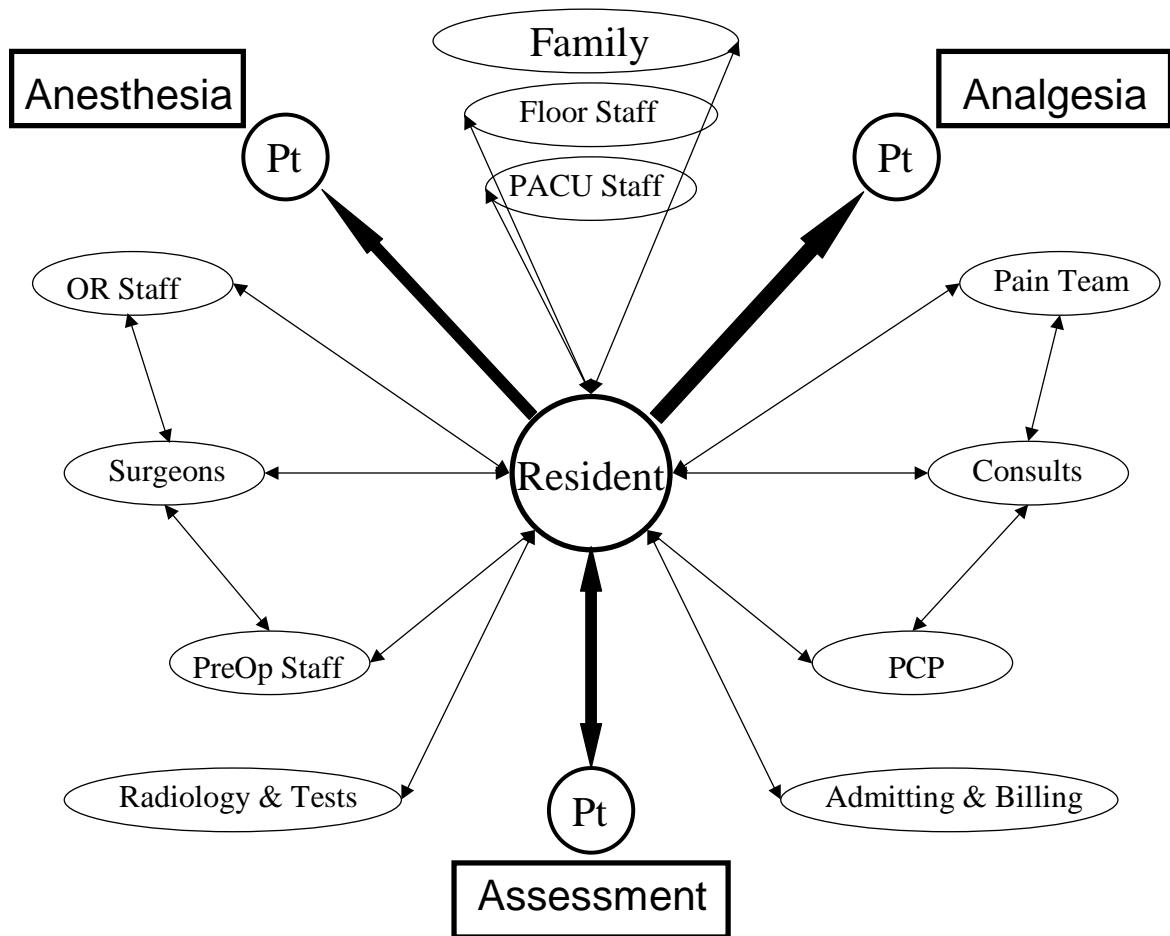 Family
Anesthesia
Analgesia
Floor Staff
Pt
Pt
PACU Staff
OR Staff
Pain Team
Surgeons
Resident
Consults
PreOp Staff
PCP
Radiology & Tests
Pt
Admitting & Billing
Assessment